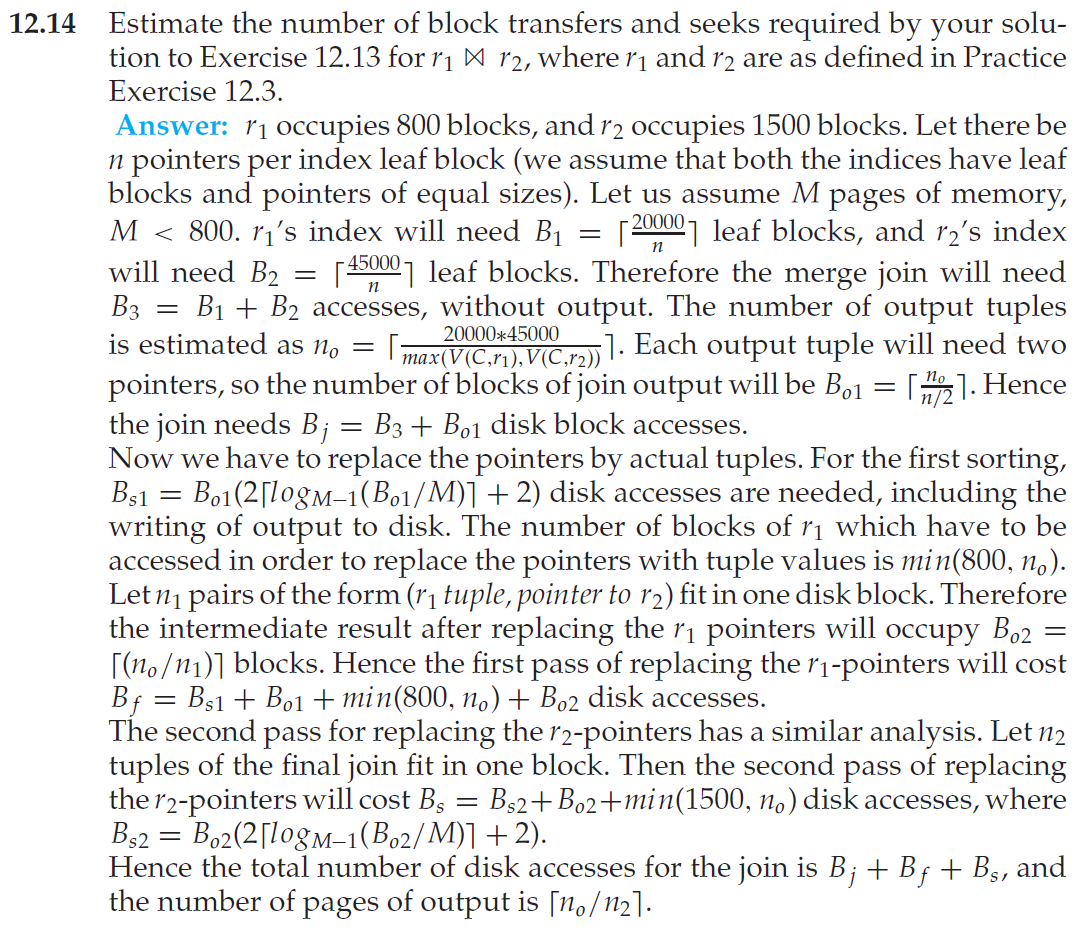 12.14 Estimate the number of block transfers and seeks required by your solu-
tion to Exercise 12.13 for r₁ ⋈ r₂, where r₁ and r₂ are as defined in Practice
Exercise 12.3.
Answer: r₁ occupies 800 blocks, and r₂ occupies 1500 blocks. Let there be
n pointers per index leaf block (we assume that both the indices have leaf
blocks and pointers of equal sizes). Let us assume M pages of memory,
M < 800. r₁'s index will need B₁ = ⌈20000/n⌉ leaf blocks, and r₂'s index
will need B₂ = ⌈45000/n⌉ leaf blocks. Therefore the merge join will need
B₃ = B₁ + B₂ accesses, without output. The number of output tuples
is estimated as nₒ = ⌈20000∗45000/max(V(C,r₁),V(C,r₂))⌉. Each output tuple will need two
pointers, so the number of blocks of join output will be Bₒ₁ = ⌈nₒ/(n/2)⌉. Hence
the join needs Bⱼ = B₃ + Bₒ₁ disk block accesses.
Now we have to replace the pointers by actual tuples. For the first sorting,
Bₛ₁ = Bₒ₁(2⌈log_{M−1}(Bₒ₁/M)⌉ + 2) disk accesses are needed, including the
writing of output to disk. The number of blocks of r₁ which have to be
accessed in order to replace the pointers with tuple values is min(800, nₒ).
Let n₁ pairs of the form (r₁ tuple, pointer to r₂) fit in one disk block. Therefore
the intermediate result after replacing the r₁ pointers will occupy Bₒ₂ =
⌈(nₒ/n₁)⌉ blocks. Hence the first pass of replacing the r₁-pointers will cost
B_f = Bₛ₁ + Bₒ₁ + min(800, nₒ) + Bₒ₂ disk accesses.
The second pass for replacing the r₂-pointers has a similar analysis. Let n₂
tuples of the final join fit in one block. Then the second pass of replacing
the r₂-pointers will cost Bₛ = Bₛ₂ + Bₒ₂ + min(1500, nₒ) disk accesses, where
Bₛ₂ = Bₒ₂(2⌈log_{M−1}(Bₒ₂/M)⌉ + 2).
Hence the total number of disk accesses for the join is Bⱼ + B_f + Bₛ, and
the number of pages of output is ⌈nₒ/n₂⌉.